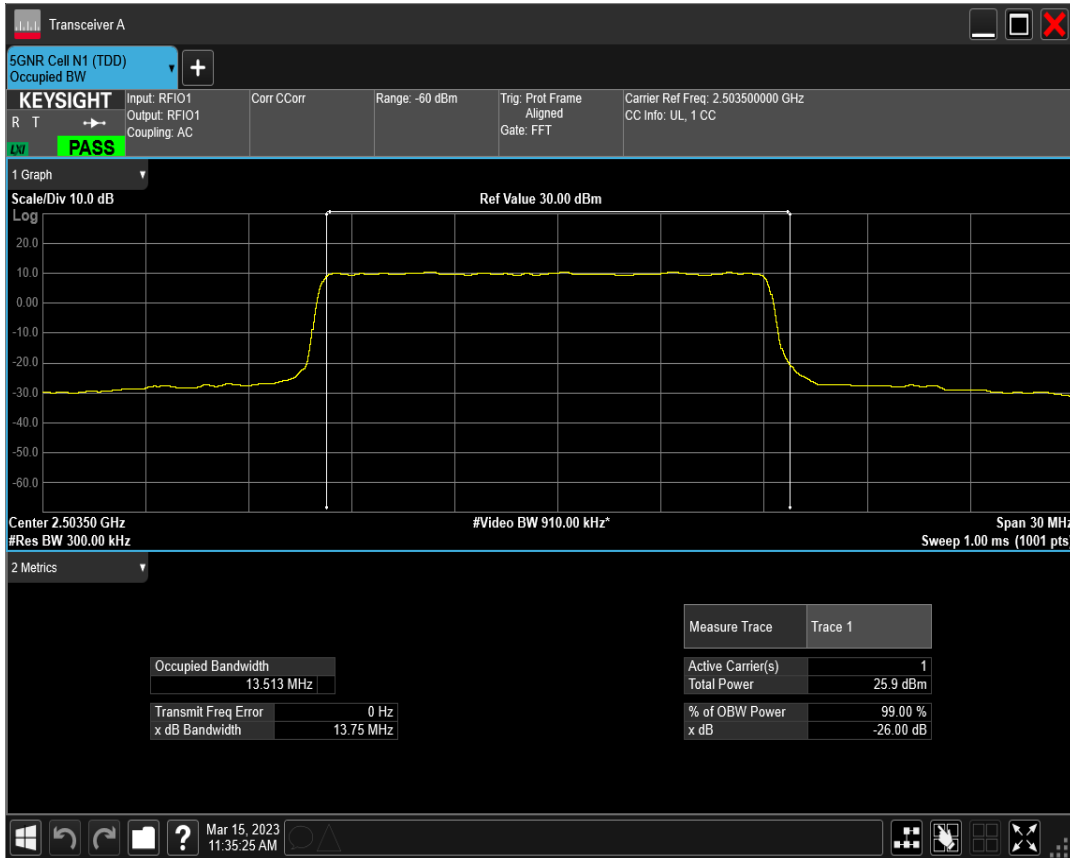 Transceiver A
5GNR Cell N1 (TDD)
Occupied BW
+
KEYSIGHT
R T
LXI
PASS
Input: RFIO1
Output: RFIO1
Coupling: AC
Corr CCorr
Range: -60 dBm
Trig: Prot Frame
Aligned
Gate: FFT
Carrier Ref Freq: 2.503500000 GHz
CC Info: UL, 1 CC
1 Graph
Scale/Div 10.0 dB
Ref Value 30.00 dBm
Log
20.0
10.0
0.00
-10.0
-20.0
-30.0
-40.0
-50.0
-60.0
Center 2.50350 GHz
#Video BW 910.00 kHz*
Span 30 MHz
#Res BW 300.00 kHz
Sweep 1.00 ms (1001 pts)
2 Metrics
Measure Trace Trace 1
Occupied Bandwidth
13.513 MHz
Active Carrier(s) 1
Total Power 25.9 dBm
Transmit Freq Error 0 Hz
x dB Bandwidth 13.75 MHz
% of OBW Power 99.00 %
x dB -26.00 dB
?
Mar 15, 2023
11:35:25 AM